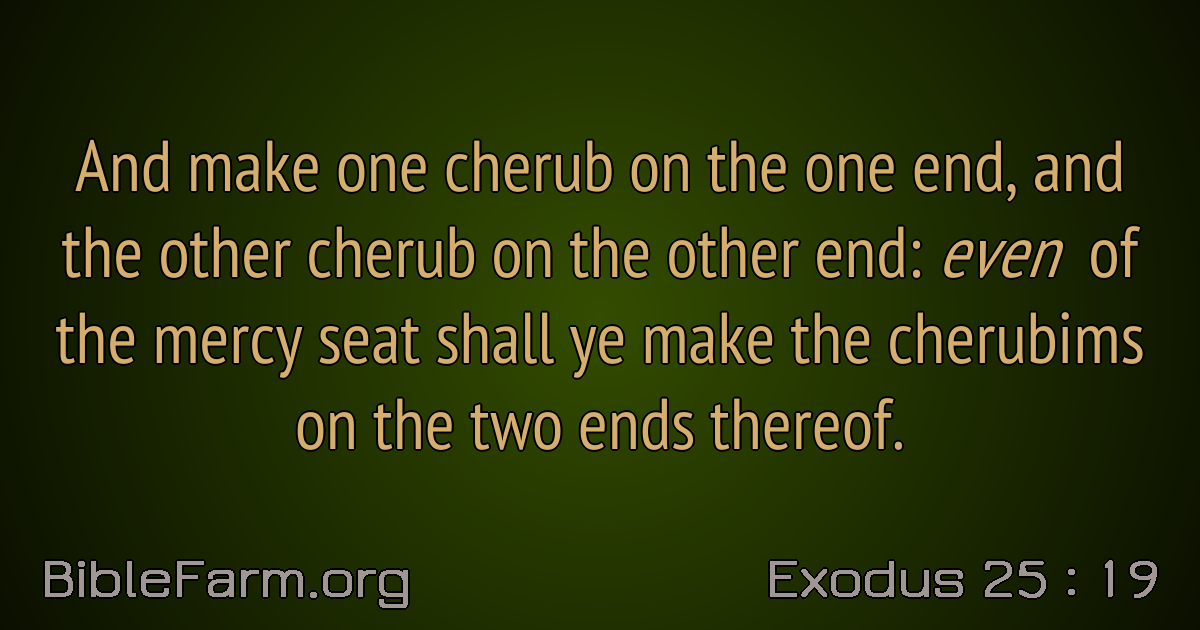 And make one cherub on the one end, and
the other cherub on the other end: even of
the mercy seat shall ye make the cherubims
on the two ends thereof.
BibleFarm.org
Exodus 25 : 19